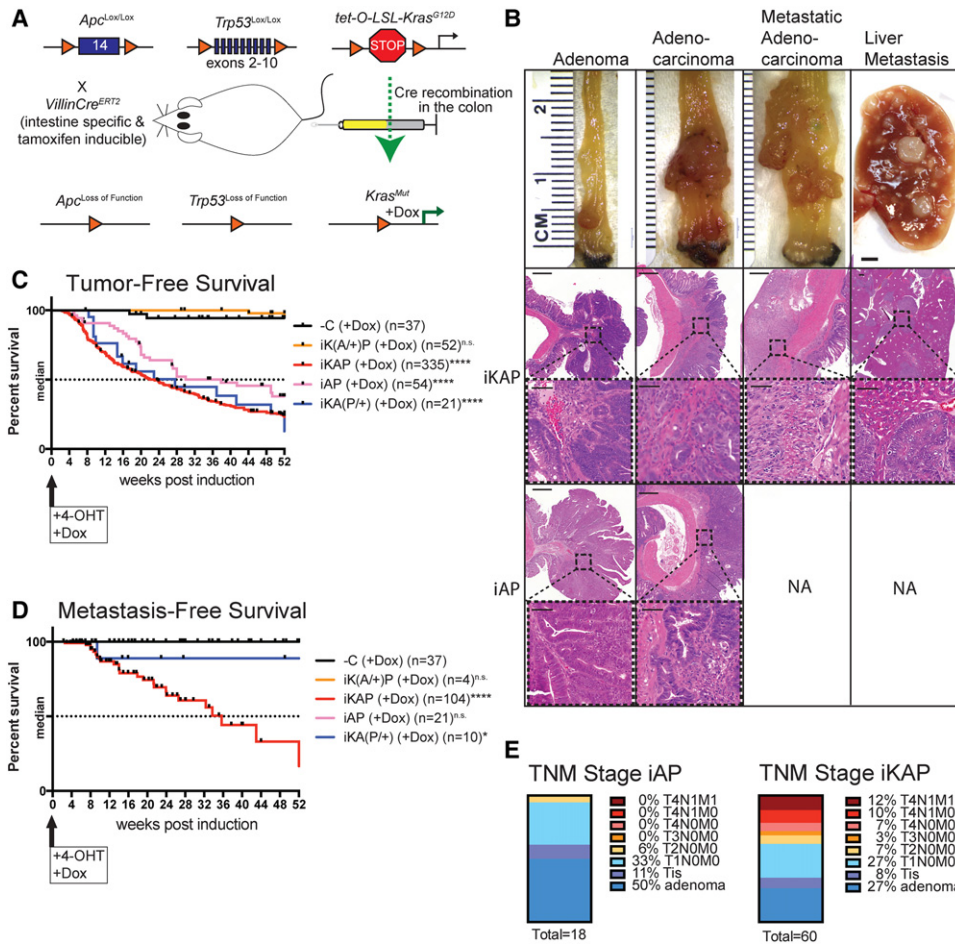 A
Apc^Lox/Lox
14
Trp53^Lox/Lox
exons 2-10
tet-O-LSL-Kras^G12D
STOP
X
VillinCre^ERT2
(intestine specific &
tamoxifen inducible)
Cre recombination
in the colon
Apc^Loss of Function
Trp53^Loss of Function
Kras^Mut
+Dox
B
Adenoma
Adeno-
carcinoma
Metastatic
Adeno-
carcinoma
Liver
Metastasis
2
1
CM
iKAP
iAP
NA
NA
C
Tumor-Free Survival
Percent survival
median
100
0
0 4 8 12 16 20 24 28 32 36 40 44 48 52
weeks post induction
+4-OHT
+Dox
-C (+Dox) (n=37)
iK(A/+)P (+Dox) (n=52)^n.s.
iKAP (+Dox) (n=335)****
iAP (+Dox) (n=54)****
iKA(P/+) (+Dox) (n=21)****
D
Metastasis-Free Survival
Percent survival
median
100
0
0 4 8 12 16 20 24 28 32 36 40 44 48 52
weeks post induction
+4-OHT
+Dox
-C (+Dox) (n=37)
iK(A/+)P (+Dox) (n=4)^n.s.
iKAP (+Dox) (n=104)****
iAP (+Dox) (n=21)^n.s.
iKA(P/+) (+Dox) (n=10)*
E
TNM Stage iAP
0% T4N1M1
0% T4N1M0
0% T4N0M0
0% T3N0M0
6% T2N0M0
33% T1N0M0
11% Tis
50% adenoma
Total=18
TNM Stage iKAP
12% T4N1M1
10% T4N1M0
7% T4N0M0
3% T3N0M0
7% T2N0M0
27% T1N0M0
8% Tis
27% adenoma
Total=60